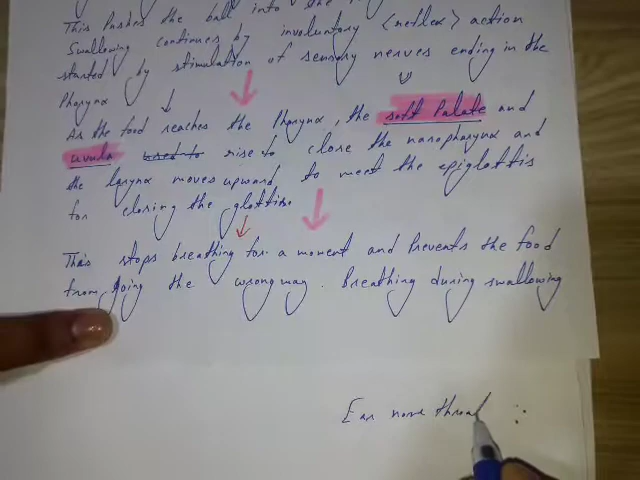 This Pushes the ball into the
Swallowing continues by involuntary <reflex> action
started by stimulation of sensory nerves ending in the
Pharynx
As the food reaches the Pharynx, the soft Palate and
uvula used to rise to close the nasopharynx and
the larynx moves upward to meet the epiglottis
for closing the glottis.
This stops breathing for a moment and Prevents the food
from going the wrong way. Breathing during swallowing
Ear nose throat